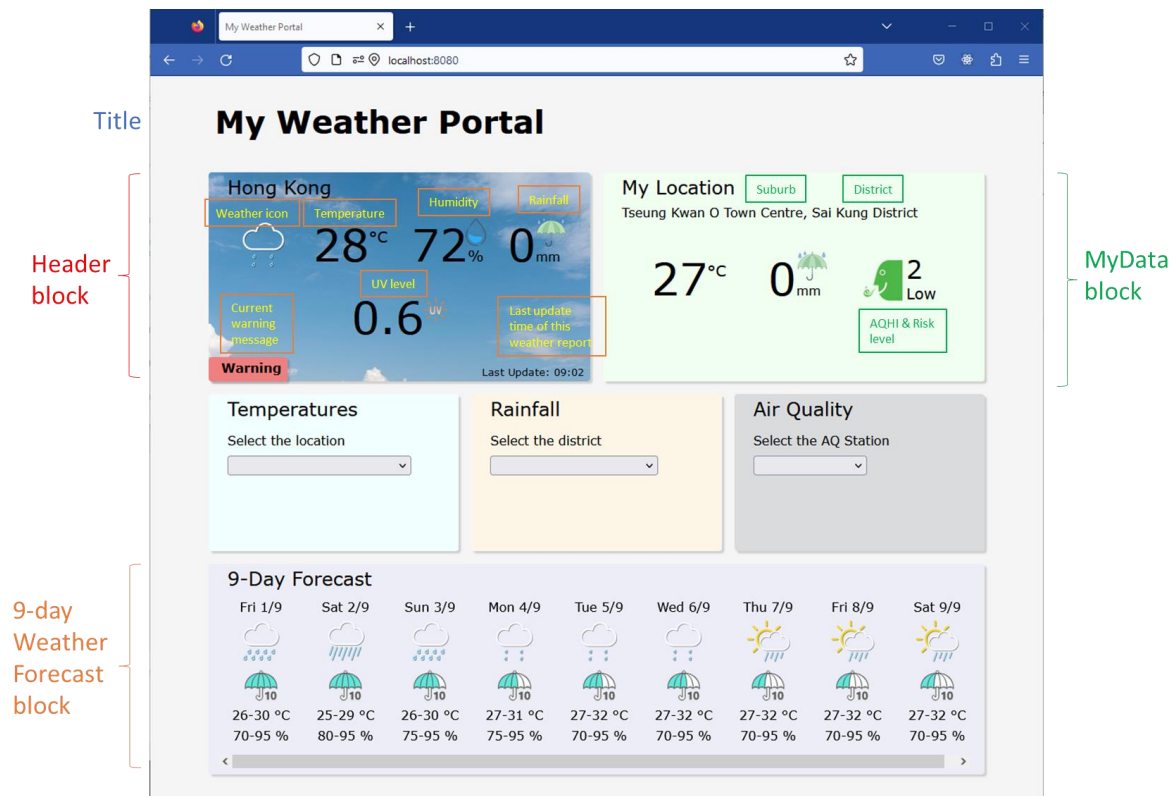 My Weather Portal
localhost:8080
Title
My Weather Portal
Header
block
Hong Kong
Weather icon
Temperature
Humidity
Rainfall
28°C
72%
0mm
UV level
0.6 UV
Current
warning
message
Last update
time of this
weather report
Warning
Last Update: 09:02
My Location
Suburb
District
Tseung Kwan O Town Centre, Sai Kung District
27°C
0mm
2
Low
AQHI & Risk
level
MyData
block
Temperatures
Select the location
Rainfall
Select the district
Air Quality
Select the AQ Station
9-day
Weather
Forecast
block
9-Day Forecast
Fri 1/9 Sat 2/9 Sun 3/9 Mon 4/9 Tue 5/9 Wed 6/9 Thu 7/9 Fri 8/9 Sat 9/9
10 10 10 10 10 10 10 10 10
26-30 °C 25-29 °C 26-30 °C 27-31 °C 27-32 °C 27-32 °C 27-32 °C 27-32 °C 27-32 °C
70-95 % 80-95 % 75-95 % 75-95 % 70-95 % 70-95 % 70-95 % 70-95 % 70-95 %